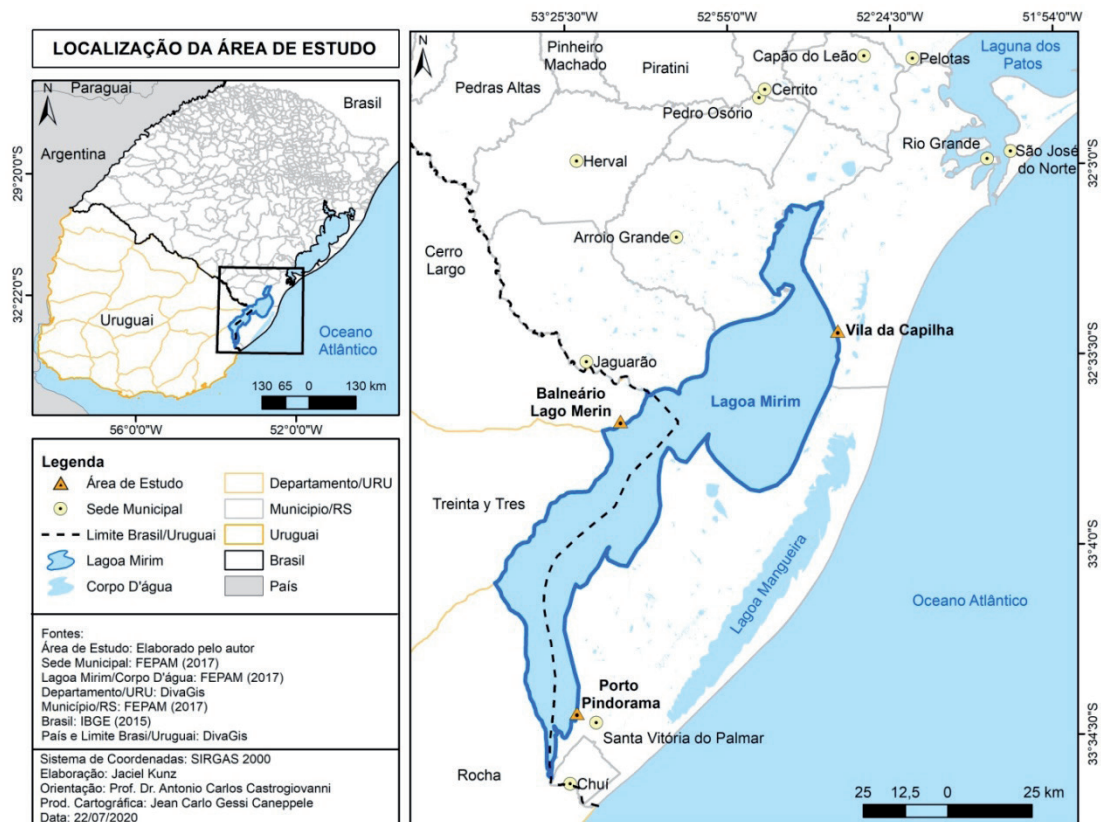 LOCALIZAÇÃO DA ÁREA DE ESTUDO
N
Paraguai
Brasil
Argentina
Uruguai
Oceano
Atlântico
29°20'0"S
32°22'0"S
130 65 0 130 km
56°0'0"W
52°0'0"W
Legenda
Área de Estudo
Sede Municipal
Limite Brasil/Uruguai
Lagoa Mirim
Corpo D'água
Departamento/URU
Municipio/RS
Uruguai
Brasil
País
Fontes:
Área de Estudo: Elaborado pelo autor
Sede Municipal: FEPAM (2017)
Lagoa Mirim/Corpo D'água: FEPAM (2017)
Departamento/URU: DivaGis
Município/RS: FEPAM (2017)
Brasil: IBGE (2015)
País e Limite Brasi/Uruguai: DivaGis
Sistema de Coordenadas: SIRGAS 2000
Elaboração: Jaciel Kunz
Orientação: Prof. Dr. Antonio Carlos Castrogiovanni
Prod. Cartográfica: Jean Carlo Gessi Caneppele
Data: 22/07/2020
53°25'30"W
52°55'0"W
52°24'30"W
51°54'0"W
N
Pinheiro
Machado
Piratini
Capão do Leão
Pelotas
Laguna dos
Patos
Pedras Altas
Cerrito
Pedro Osório
Rio Grande
São José
do Norte
Herval
32°3'0"S
Cerro
Largo
Arroio Grande
Vila da Capilha
32°33'30"S
Jaguarão
Balneário
Lago Merin
Lagoa Mirim
Treinta y Tres
33°4'0"S
Lagoa Mangueira
Oceano Atlântico
Porto
Pindorama
Santa Vitória do Palmar
33°34'30"S
Rocha
Chuí
25 12,5 0 25 km